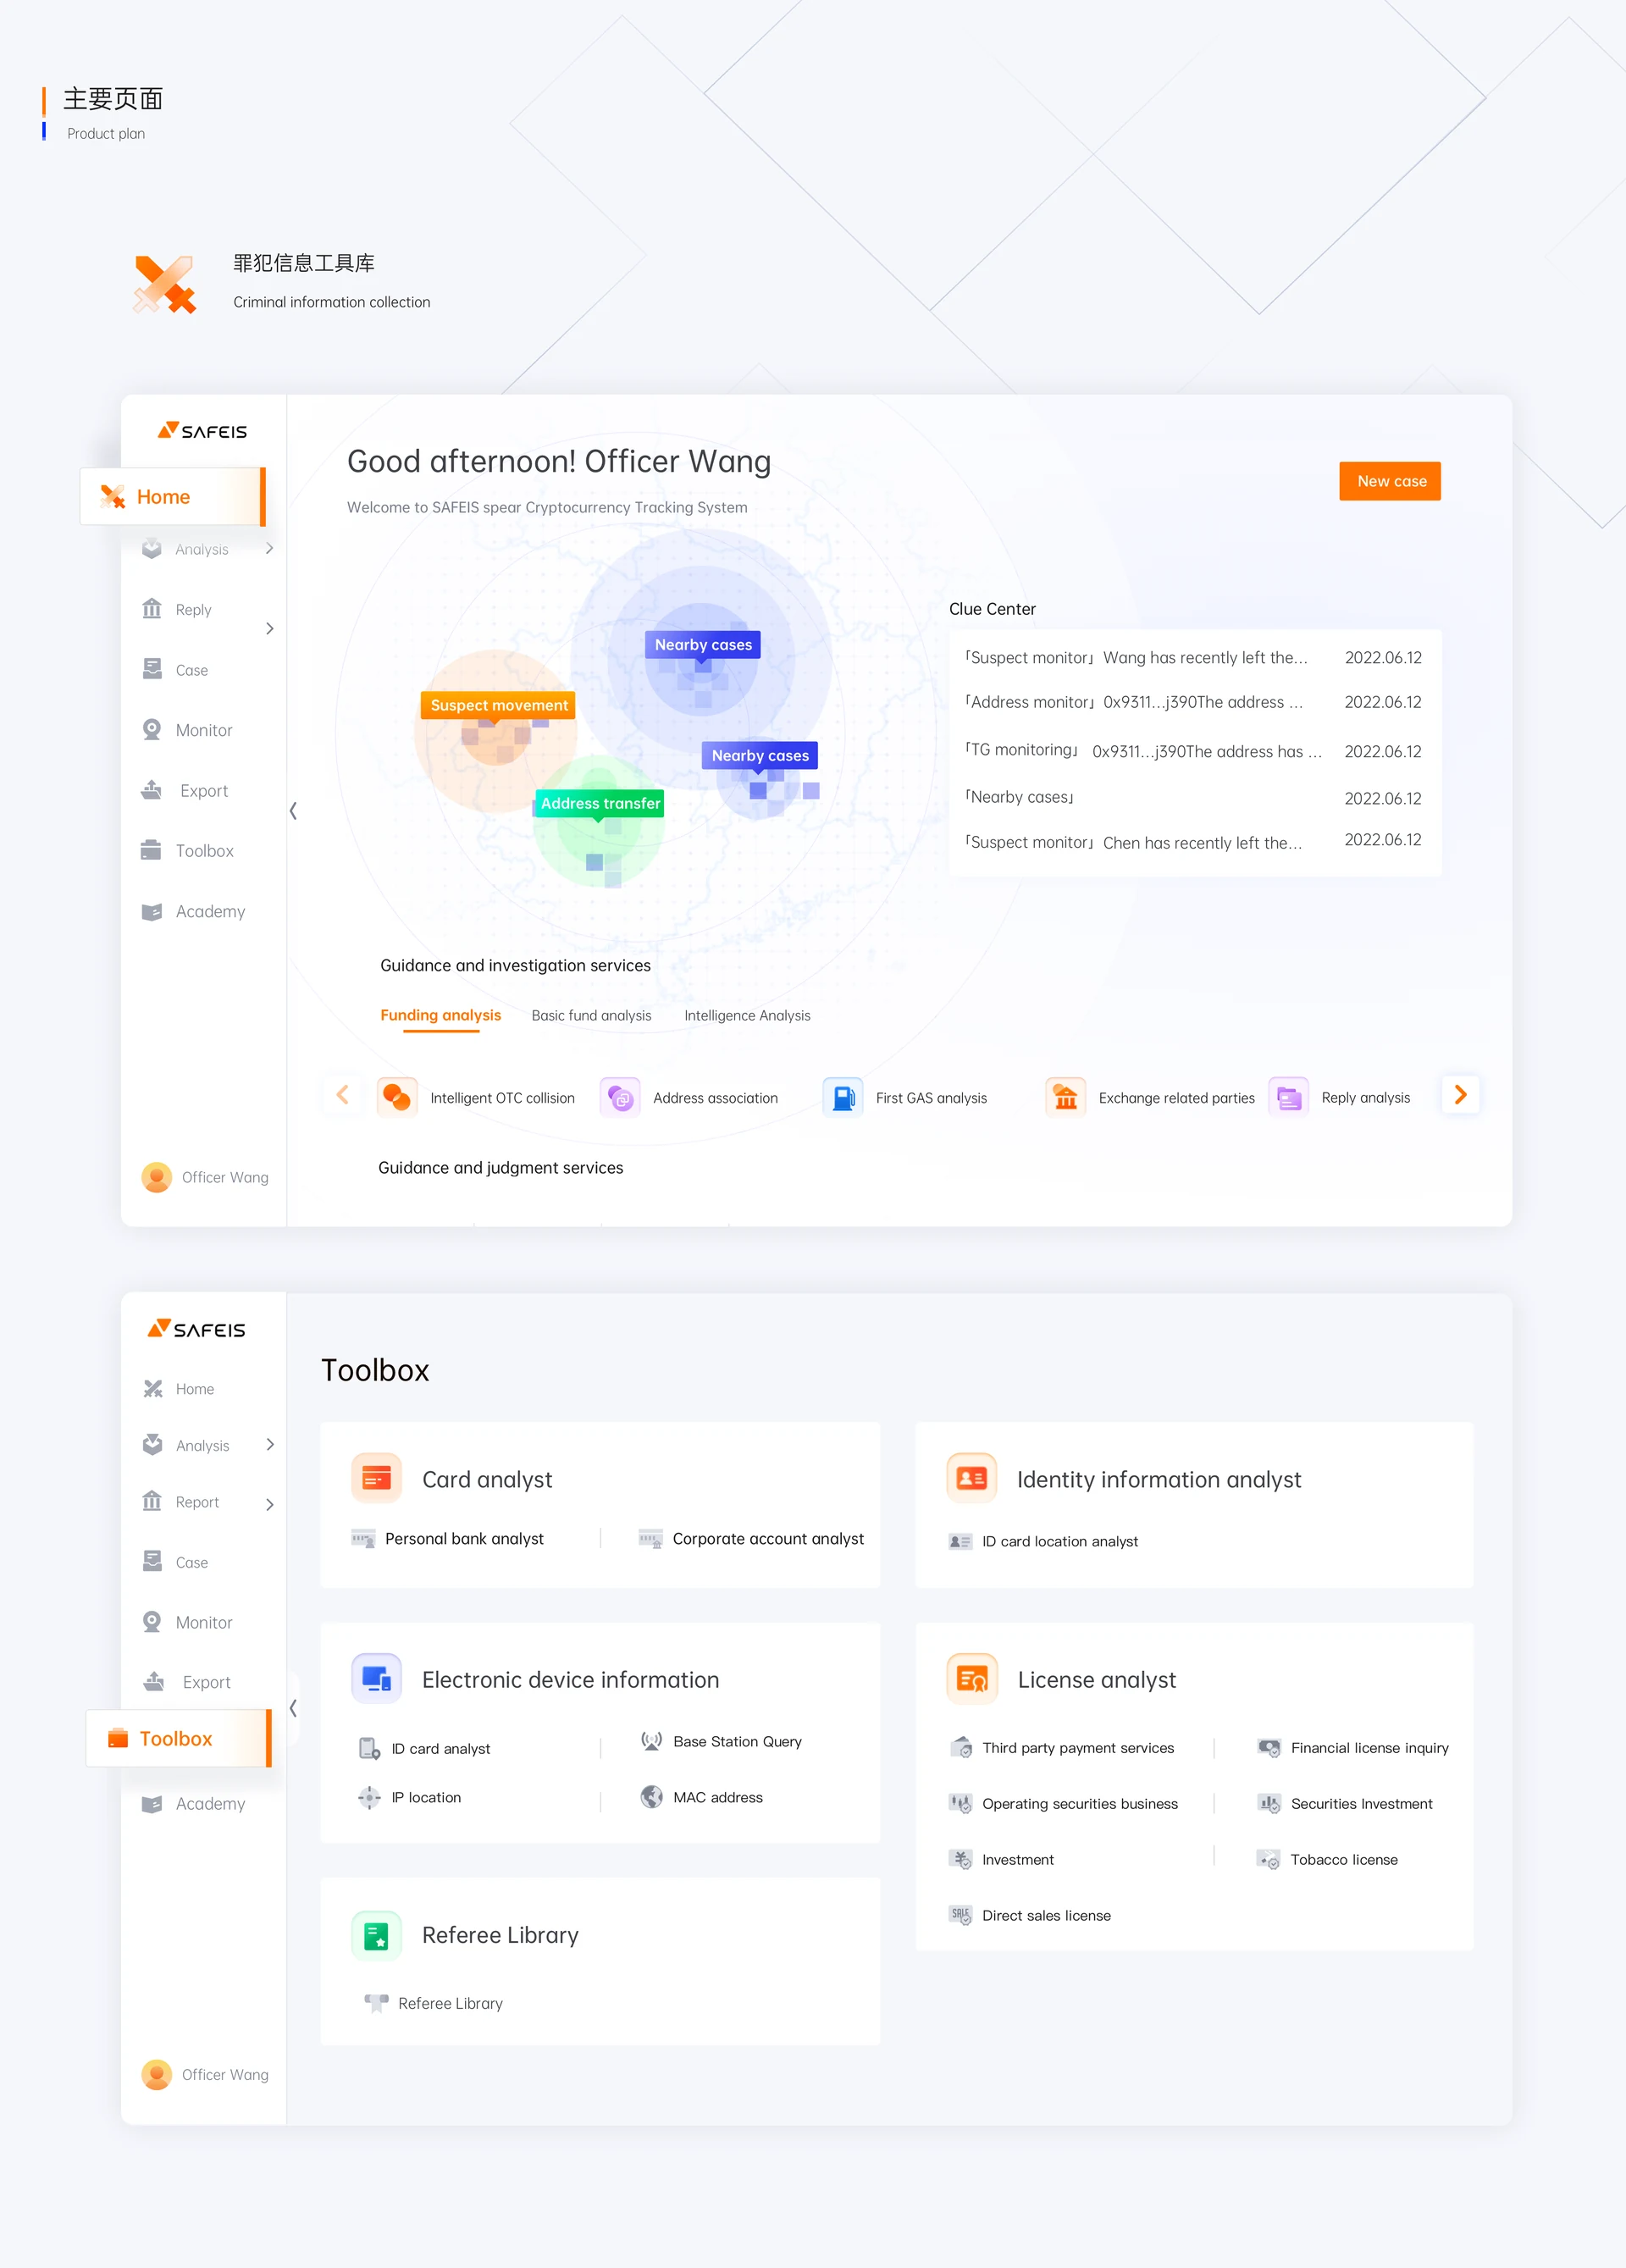 主要页面
Product plan
罪犯信息工具库
Criminal information collection
SAFEIS
Home
Analysis
Reply
Case
Monitor
Export
Toolbox
Academy
Officer Wang
Good afternoon! Officer Wang
Welcome to SAFEIS spear Cryptocurrency Tracking System
New case
Nearby cases
Suspect movement
Nearby cases
Address transfer
Clue Center
「Suspect monitor」Wang has recently left the... 2022.06.12
「Address monitor」0x9311...j390The address ... 2022.06.12
「TG monitoring」 0x9311...j390The address has ... 2022.06.12
「Nearby cases」 2022.06.12
「Suspect monitor」Chen has recently left the... 2022.06.12
Guidance and investigation services
Funding analysis Basic fund analysis Intelligence Analysis
Intelligent OTC collision Address association First GAS analysis Exchange related parties Reply analysis
Guidance and judgment services
SAFEIS
Home
Analysis
Report
Case
Monitor
Export
Toolbox
Academy
Officer Wang
Toolbox
Card analyst
Personal bank analyst Corporate account analyst
Identity information analyst
ID card location analyst
Electronic device information
ID card analyst Base Station Query
IP location MAC address
License analyst
Third party payment services Financial license inquiry
Operating securities business Securities Investment
Investment Tobacco license
SALE Direct sales license
Referee Library
Referee Library